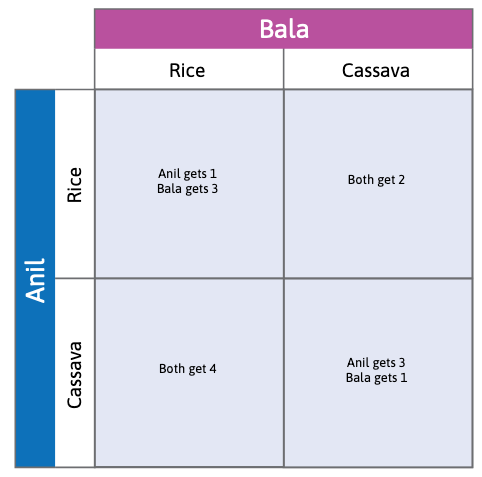 Bala
Rice
Cassava
Anil
Rice
Anil gets 1
Bala gets 3
Both get 2
Cassava
Both get 4
Anil gets 3
Bala gets 1